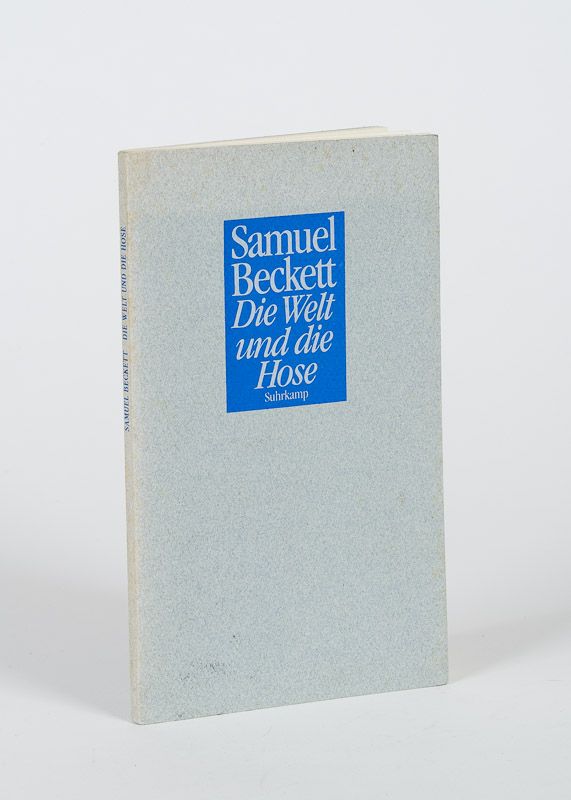 Samuel
Beckett
Die Welt
und die
Hose
Suhrkamp
SAMUEL BECKETT DIE WELT UND DIE HOSE